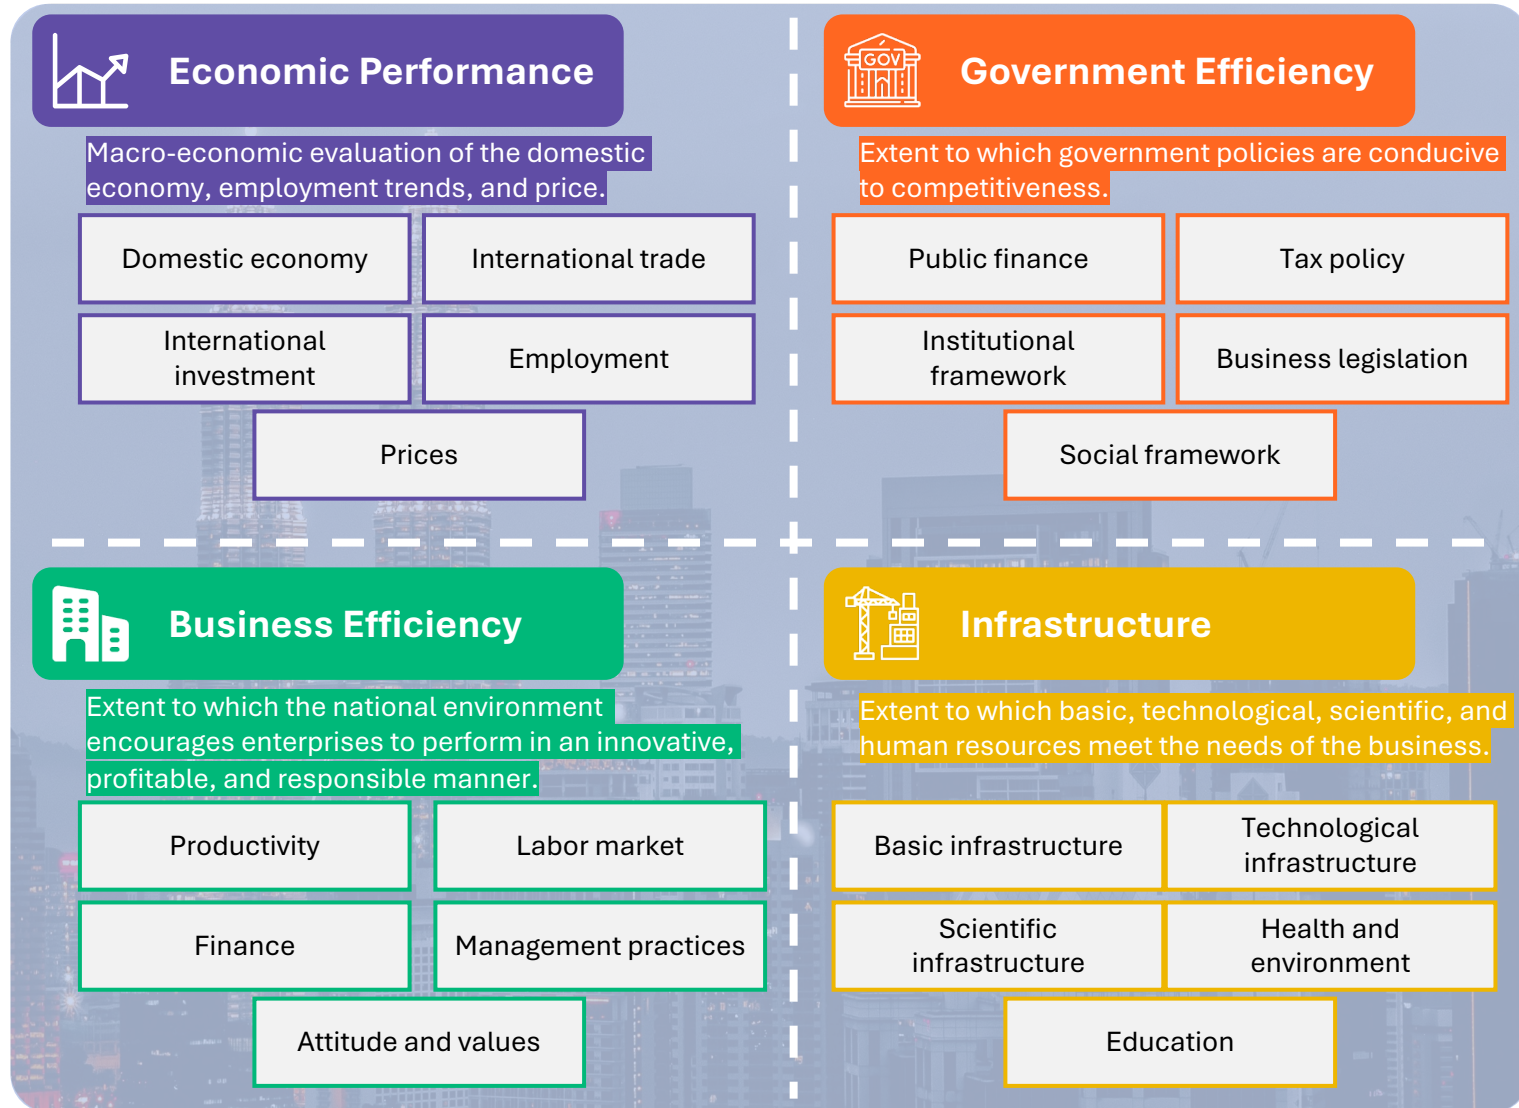 Economic Performance
Macro-economic evaluation of the domestic
economy, employment trends, and price.
Domestic economy
International trade
International
investment
Employment
Prices
GOV
Government Efficiency
Extent to which government policies are conducive
to competitiveness.
Public finance
Tax policy
Institutional
framework
Business legislation
Social framework
Business Efficiency
Extent to which the national environment
encourages enterprises to perform in an innovative,
profitable, and responsible manner.
Productivity
Labor market
Finance
Management practices
Attitude and values
Infrastructure
Extent to which basic, technological, scientific, and
human resources meet the needs of the business.
Basic infrastructure
Technological
infrastructure
Scientific
infrastructure
Health and
environment
Education